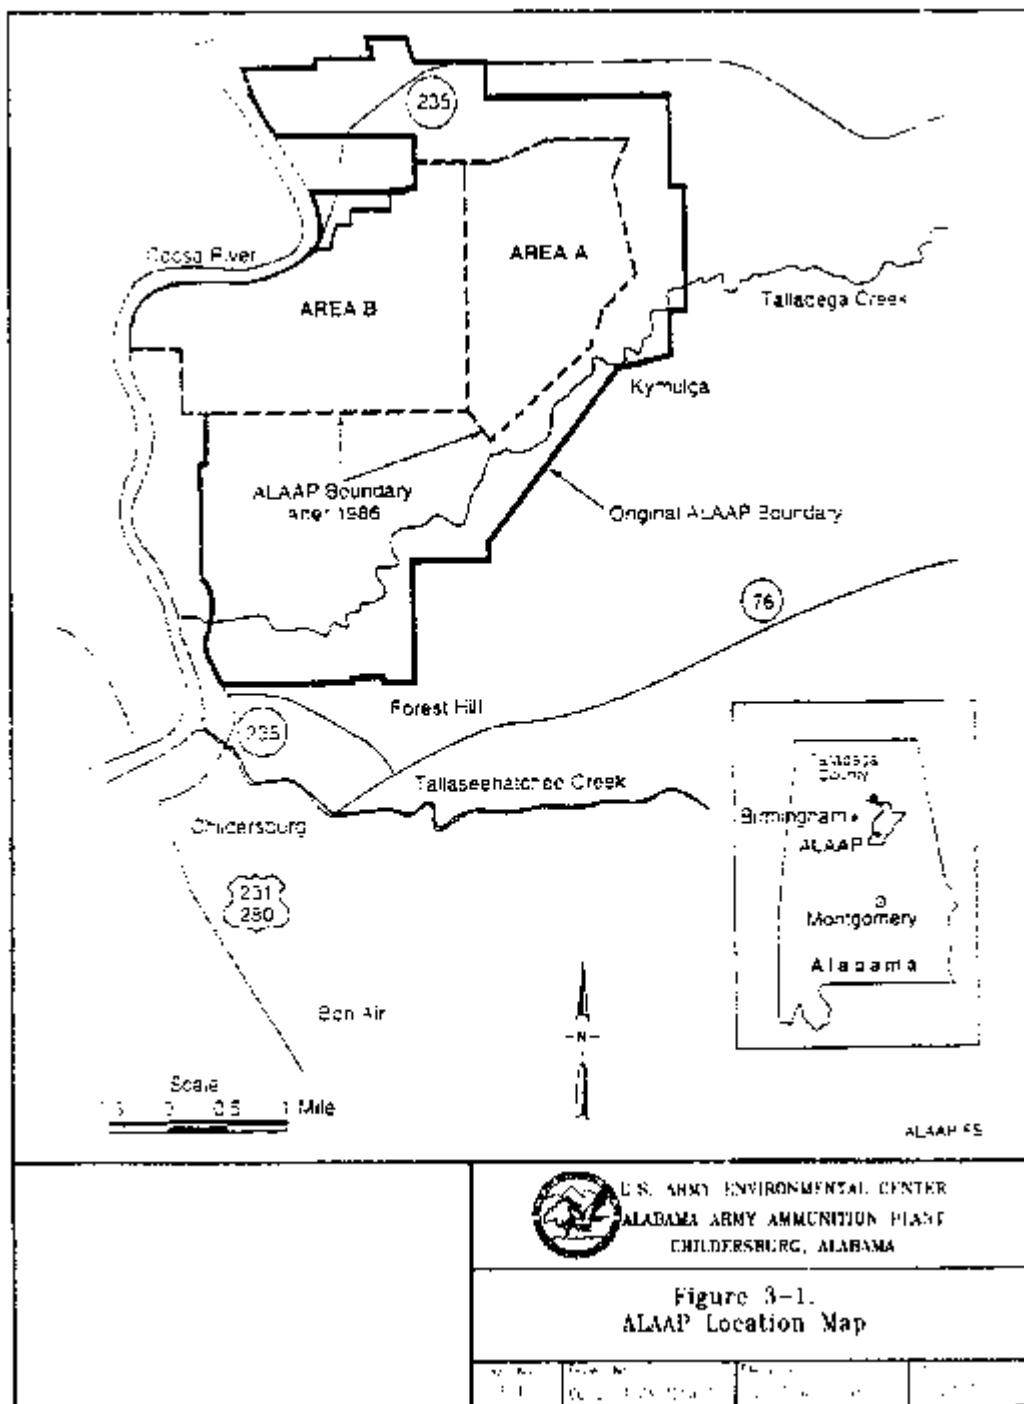 235
AREA A
Coosa River
AREA B
Talladega Creek
Kymulga
ALAAP Boundary
after 1986
Original ALAAP Boundary
76
Forest Hill
235
Tallaseehatchee Creek
Childersburg
231
280
Bon Air
Talladega
County
Birmingham
ALAAP
Montgomery
Alabama
N
Scale
0 0.5 1 Mile
ALAAP
U.S. ARMY ENVIRONMENTAL CENTER
ALABAMA ARMY AMMUNITION PLANT
CHILDERSBURG, ALABAMA
Figure 3-1.
ALAAP Location Map